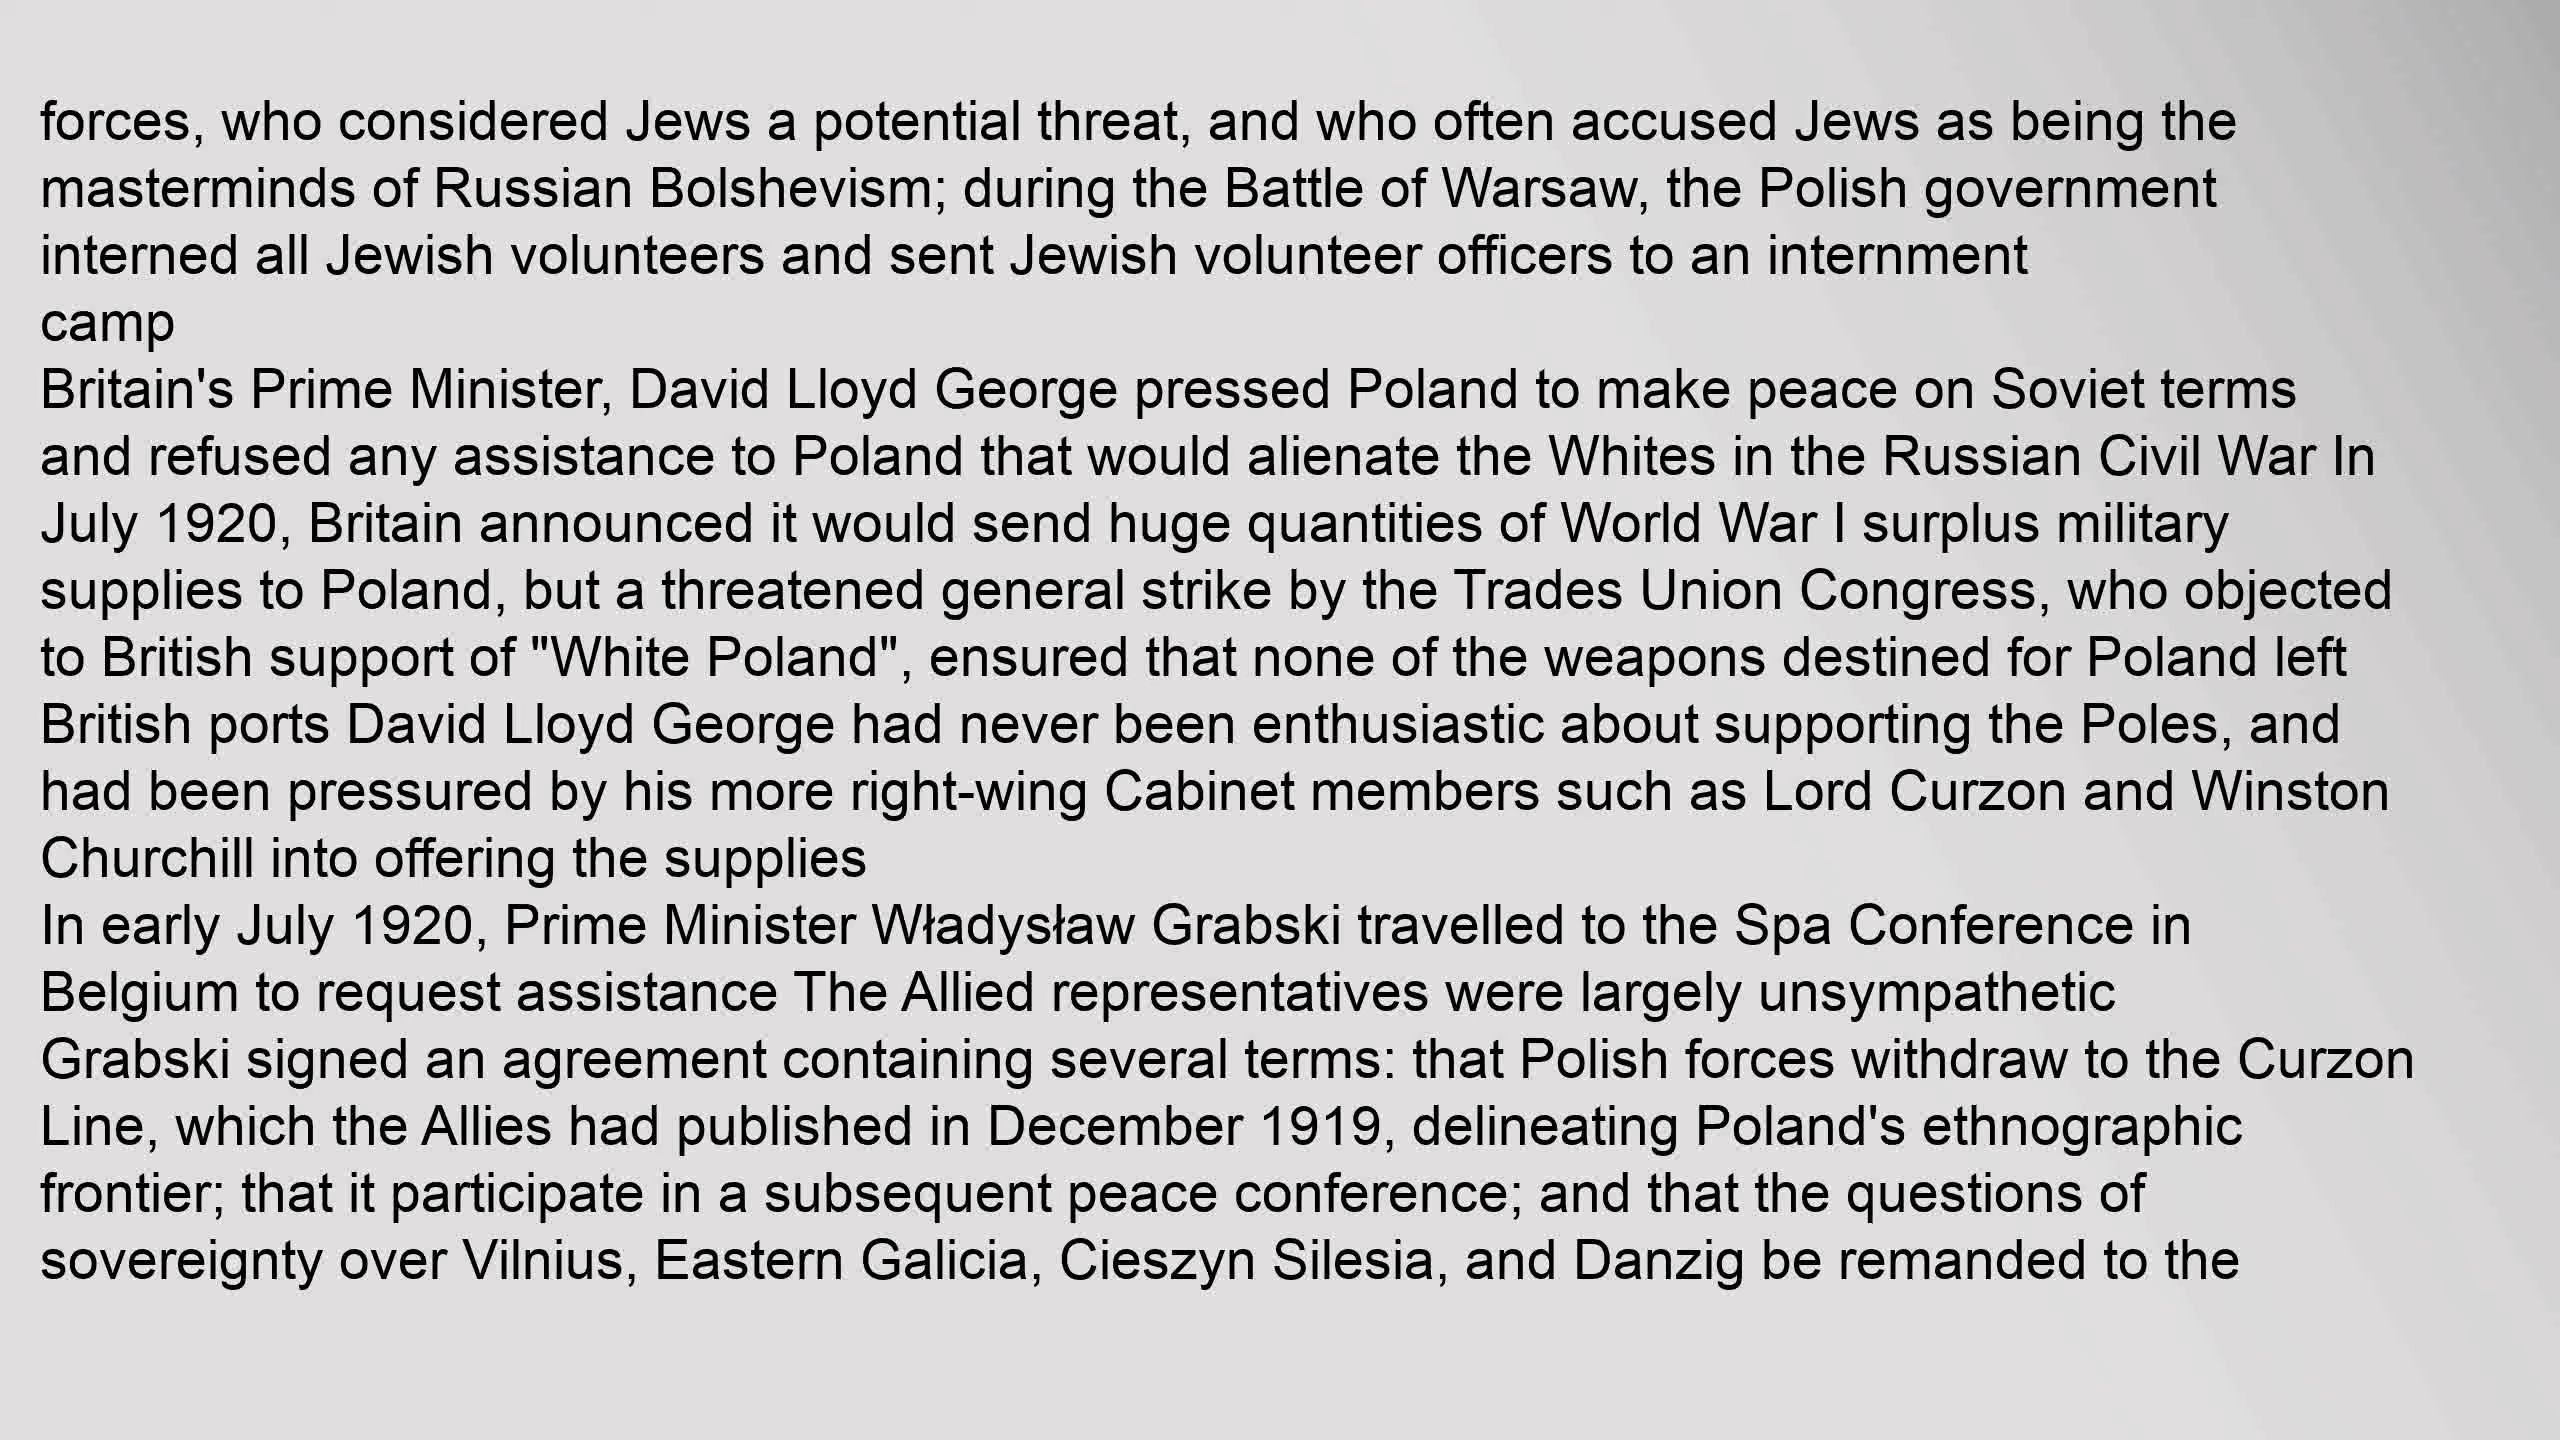 forces, who considered Jews a potential threat, and who often accused Jews as being the
masterminds of Russian Bolshevism; during the Battle of Warsaw, the Polish government
interned all Jewish volunteers and sent Jewish volunteer officers to an internment
camp
Britain's Prime Minister, David Lloyd George pressed Poland to make peace on Soviet terms
and refused any assistance to Poland that would alienate the Whites in the Russian Civil War In
July 1920, Britain announced it would send huge quantities of World War I surplus military
supplies to Poland, but a threatened general strike by the Trades Union Congress, who objected
to British support of "White Poland", ensured that none of the weapons destined for Poland left
British ports David Lloyd George had never been enthusiastic about supporting the Poles, and
had been pressured by his more right-wing Cabinet members such as Lord Curzon and Winston
Churchill into offering the supplies
In early July 1920, Prime Minister Władysław Grabski travelled to the Spa Conference in
Belgium to request assistance The Allied representatives were largely unsympathetic
Grabski signed an agreement containing several terms: that Polish forces withdraw to the Curzon
Line, which the Allies had published in December 1919, delineating Poland's ethnographic
frontier; that it participate in a subsequent peace conference; and that the questions of
sovereignty over Vilnius, Eastern Galicia, Cieszyn Silesia, and Danzig be remanded to the